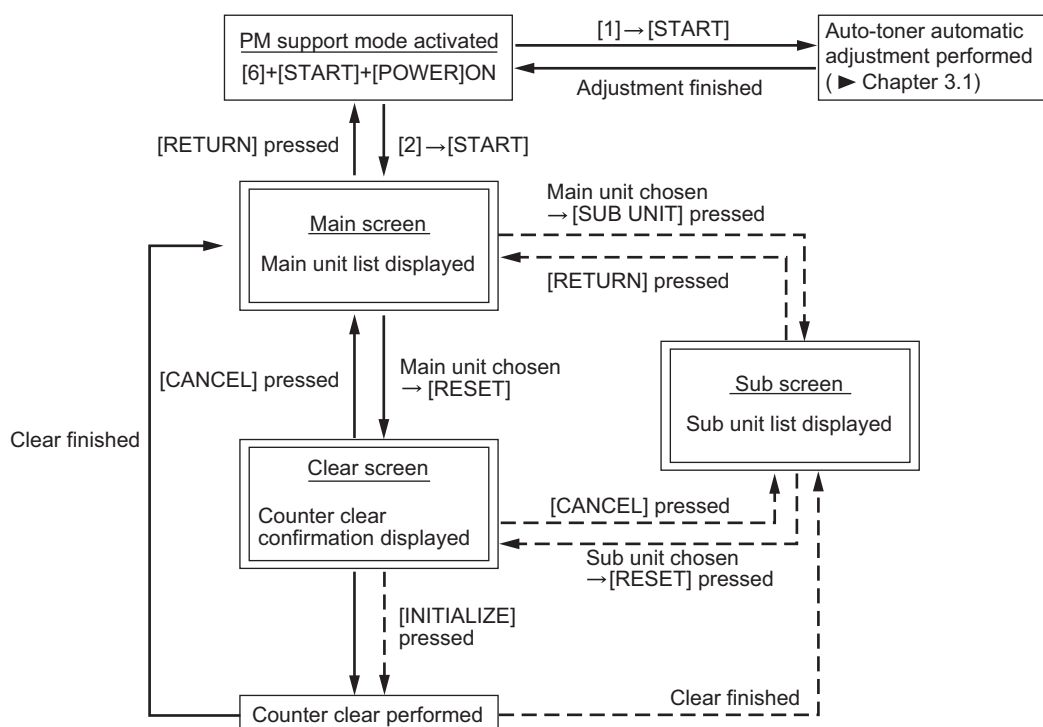 PM support mode activated
[6]+[START]+[POWER]ON
[1]→[START]
Adjustment finished
Auto-toner automatic
adjustment performed
( ► Chapter 3.1)
[RETURN] pressed
[2]→[START]
Main screen
Main unit list displayed
Main unit chosen
→[SUB UNIT] pressed
[RETURN] pressed
[CANCEL] pressed
Main unit chosen
→[RESET]
Sub screen
Sub unit list displayed
Clear finished
Clear screen
Counter clear
confirmation displayed
[CANCEL] pressed
Sub unit chosen
→[RESET] pressed
[INITIALIZE]
pressed
Clear finished
Counter clear performed